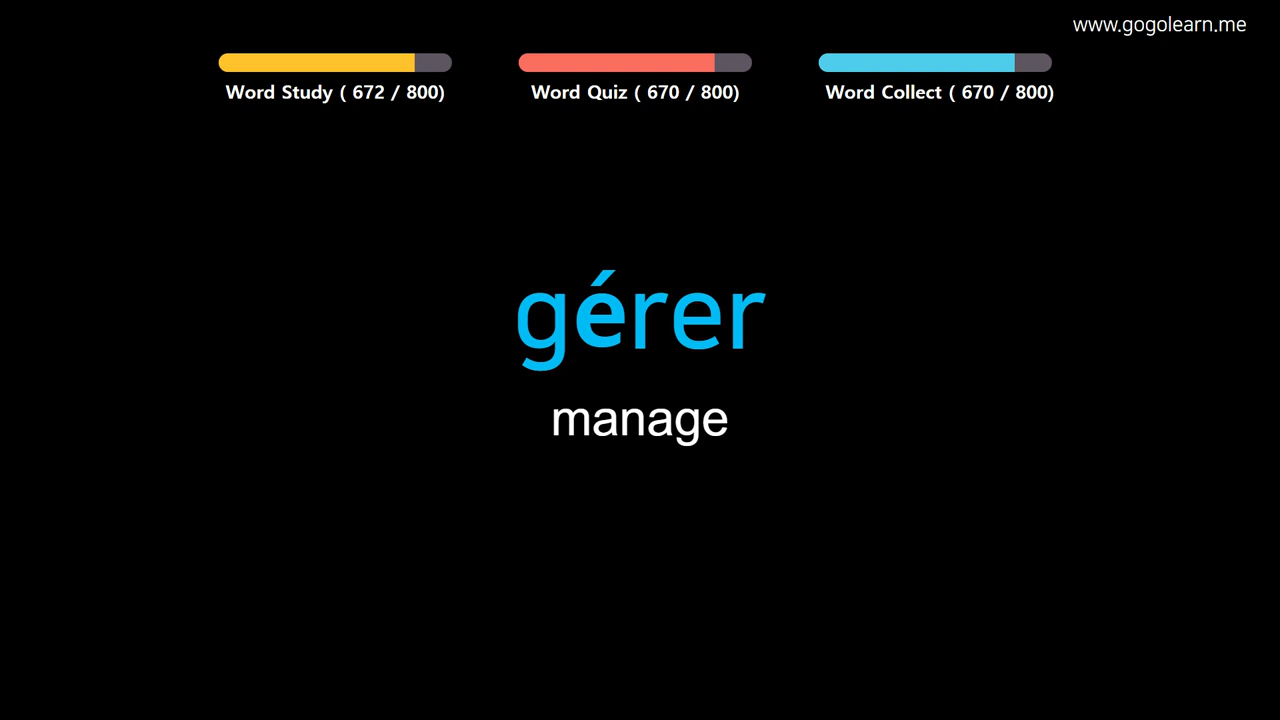 www.gogolearn.me
Word Study ( 672 / 800)
Word Quiz ( 670 / 800)
Word Collect ( 670 / 800)
gérer
manage